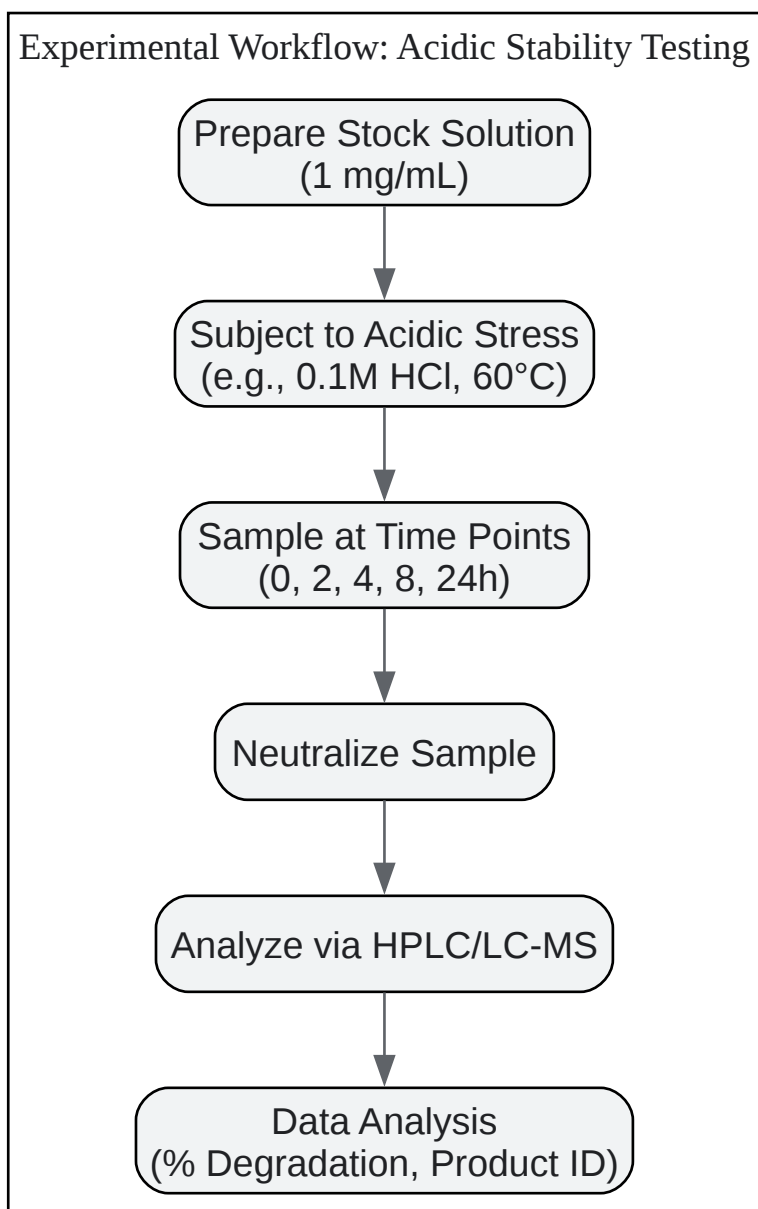 Experimental Workflow: Acidic Stability Testing
Prepare Stock Solution
(1 mg/mL)
Subject to Acidic Stress
(e.g., 0.1M HCl, 60°C)
Sample at Time Points
(0, 2, 4, 8, 24h)
Neutralize Sample
Analyze via HPLC/LC-MS
Data Analysis
(% Degradation, Product ID)